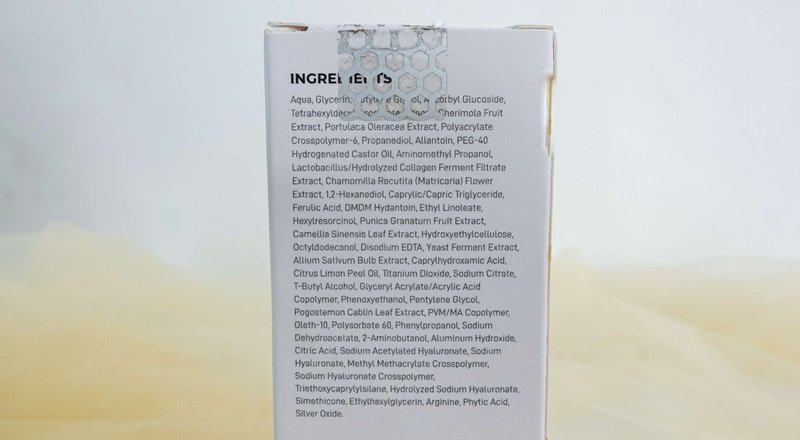 INGREDIENTS
Aqua, Glycerin, Butylene Glycol, Ascorbyl Glucoside,
Tetrahexyldecyl Cherimola Fruit
Extract, Portulaca Oleracea Extract, Polyacrylate
Crosspolymer-6, Propanediol, Allantoin, PEG-40
Hydrogenated Castor Oil, Aminomethyl Propanol,
Lactobacillus/Hydrolyzed Collagen Ferment Filtrate
Extract, Chamomilla Recutita (Matricaria) Flower
Extract, 1,2-Hexanediol, Caprylic/Capric Triglyceride,
Ferulic Acid, DMDM Hydantoin, Ethyl Linoleate,
Hexylresorcinol, Punica Granatum Fruit Extract,
Camellia Sinensis Leaf Extract, Hydroxyethylcellulose,
Octyldodecanol, Disodium EDTA, Yeast Ferment Extract,
Allium Sativum Bulb Extract, Caprylhydroxamic Acid,
Citrus Limon Peel Oil, Titanium Dioxide, Sodium Citrate,
T-Butyl Alcohol, Glyceryl Acrylate/Acrylic Acid
Copolymer, Phenoxyethanol, Pentylene Glycol,
Pogostemon Cablin Leaf Extract, PVM/MA Copolymer,
Oleth-10, Polysorbate 60, Phenylpropanol, Sodium
Dehydroacetate, 2-Aminobutanol, Aluminum Hydroxide,
Citric Acid, Sodium Acetylated Hyaluronate, Sodium
Hyaluronate, Methyl Methacrylate Crosspolymer,
Sodium Hyaluronate Crosspolymer,
Triethoxycaprylylsilane, Hydrolyzed Sodium Hyaluronate,
Simethicone, Ethylhexylglycerin, Arginine, Phytic Acid,
Silver Oxide.